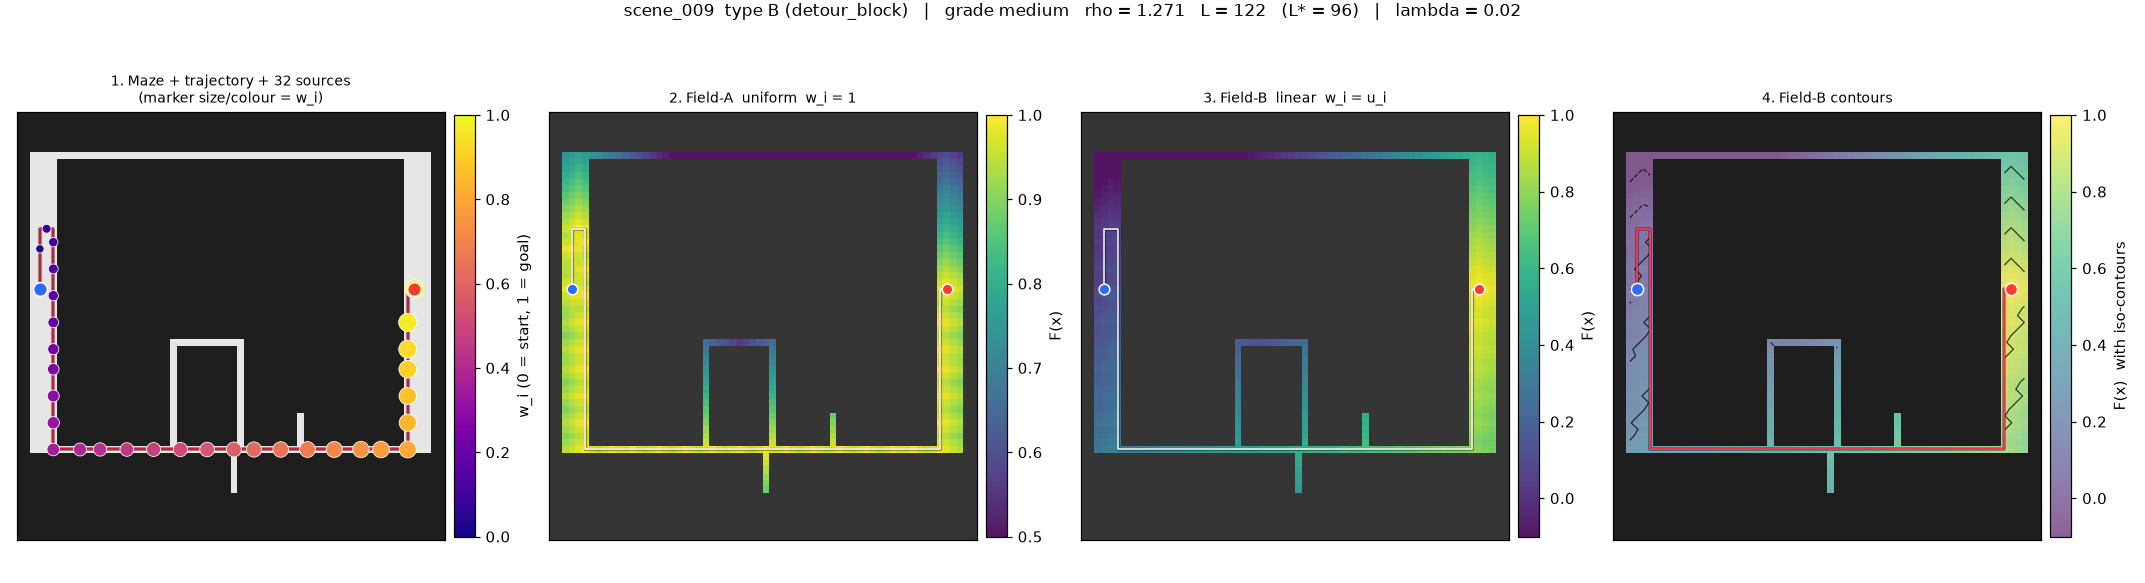 scene_009  type B (detour_block)   |   grade medium   rho = 1.271   L = 122   (L* = 96)   |   lambda = 0.02
1. Maze + trajectory + 32 sources
(marker size/colour = w_i)
1.0
0.8
0.6
0.4
0.2
0.0
w_i (0 = start, 1 = goal)
2. Field-A  uniform  w_i = 1
1.0
0.9
0.8
0.7
0.6
0.5
F(x)
3. Field-B  linear  w_i = u_i
1.0
0.8
0.6
0.4
0.2
0.0
F(x)
4. Field-B contours
1.0
0.8
0.6
0.4
0.2
0.0
F(x)  with iso-contours